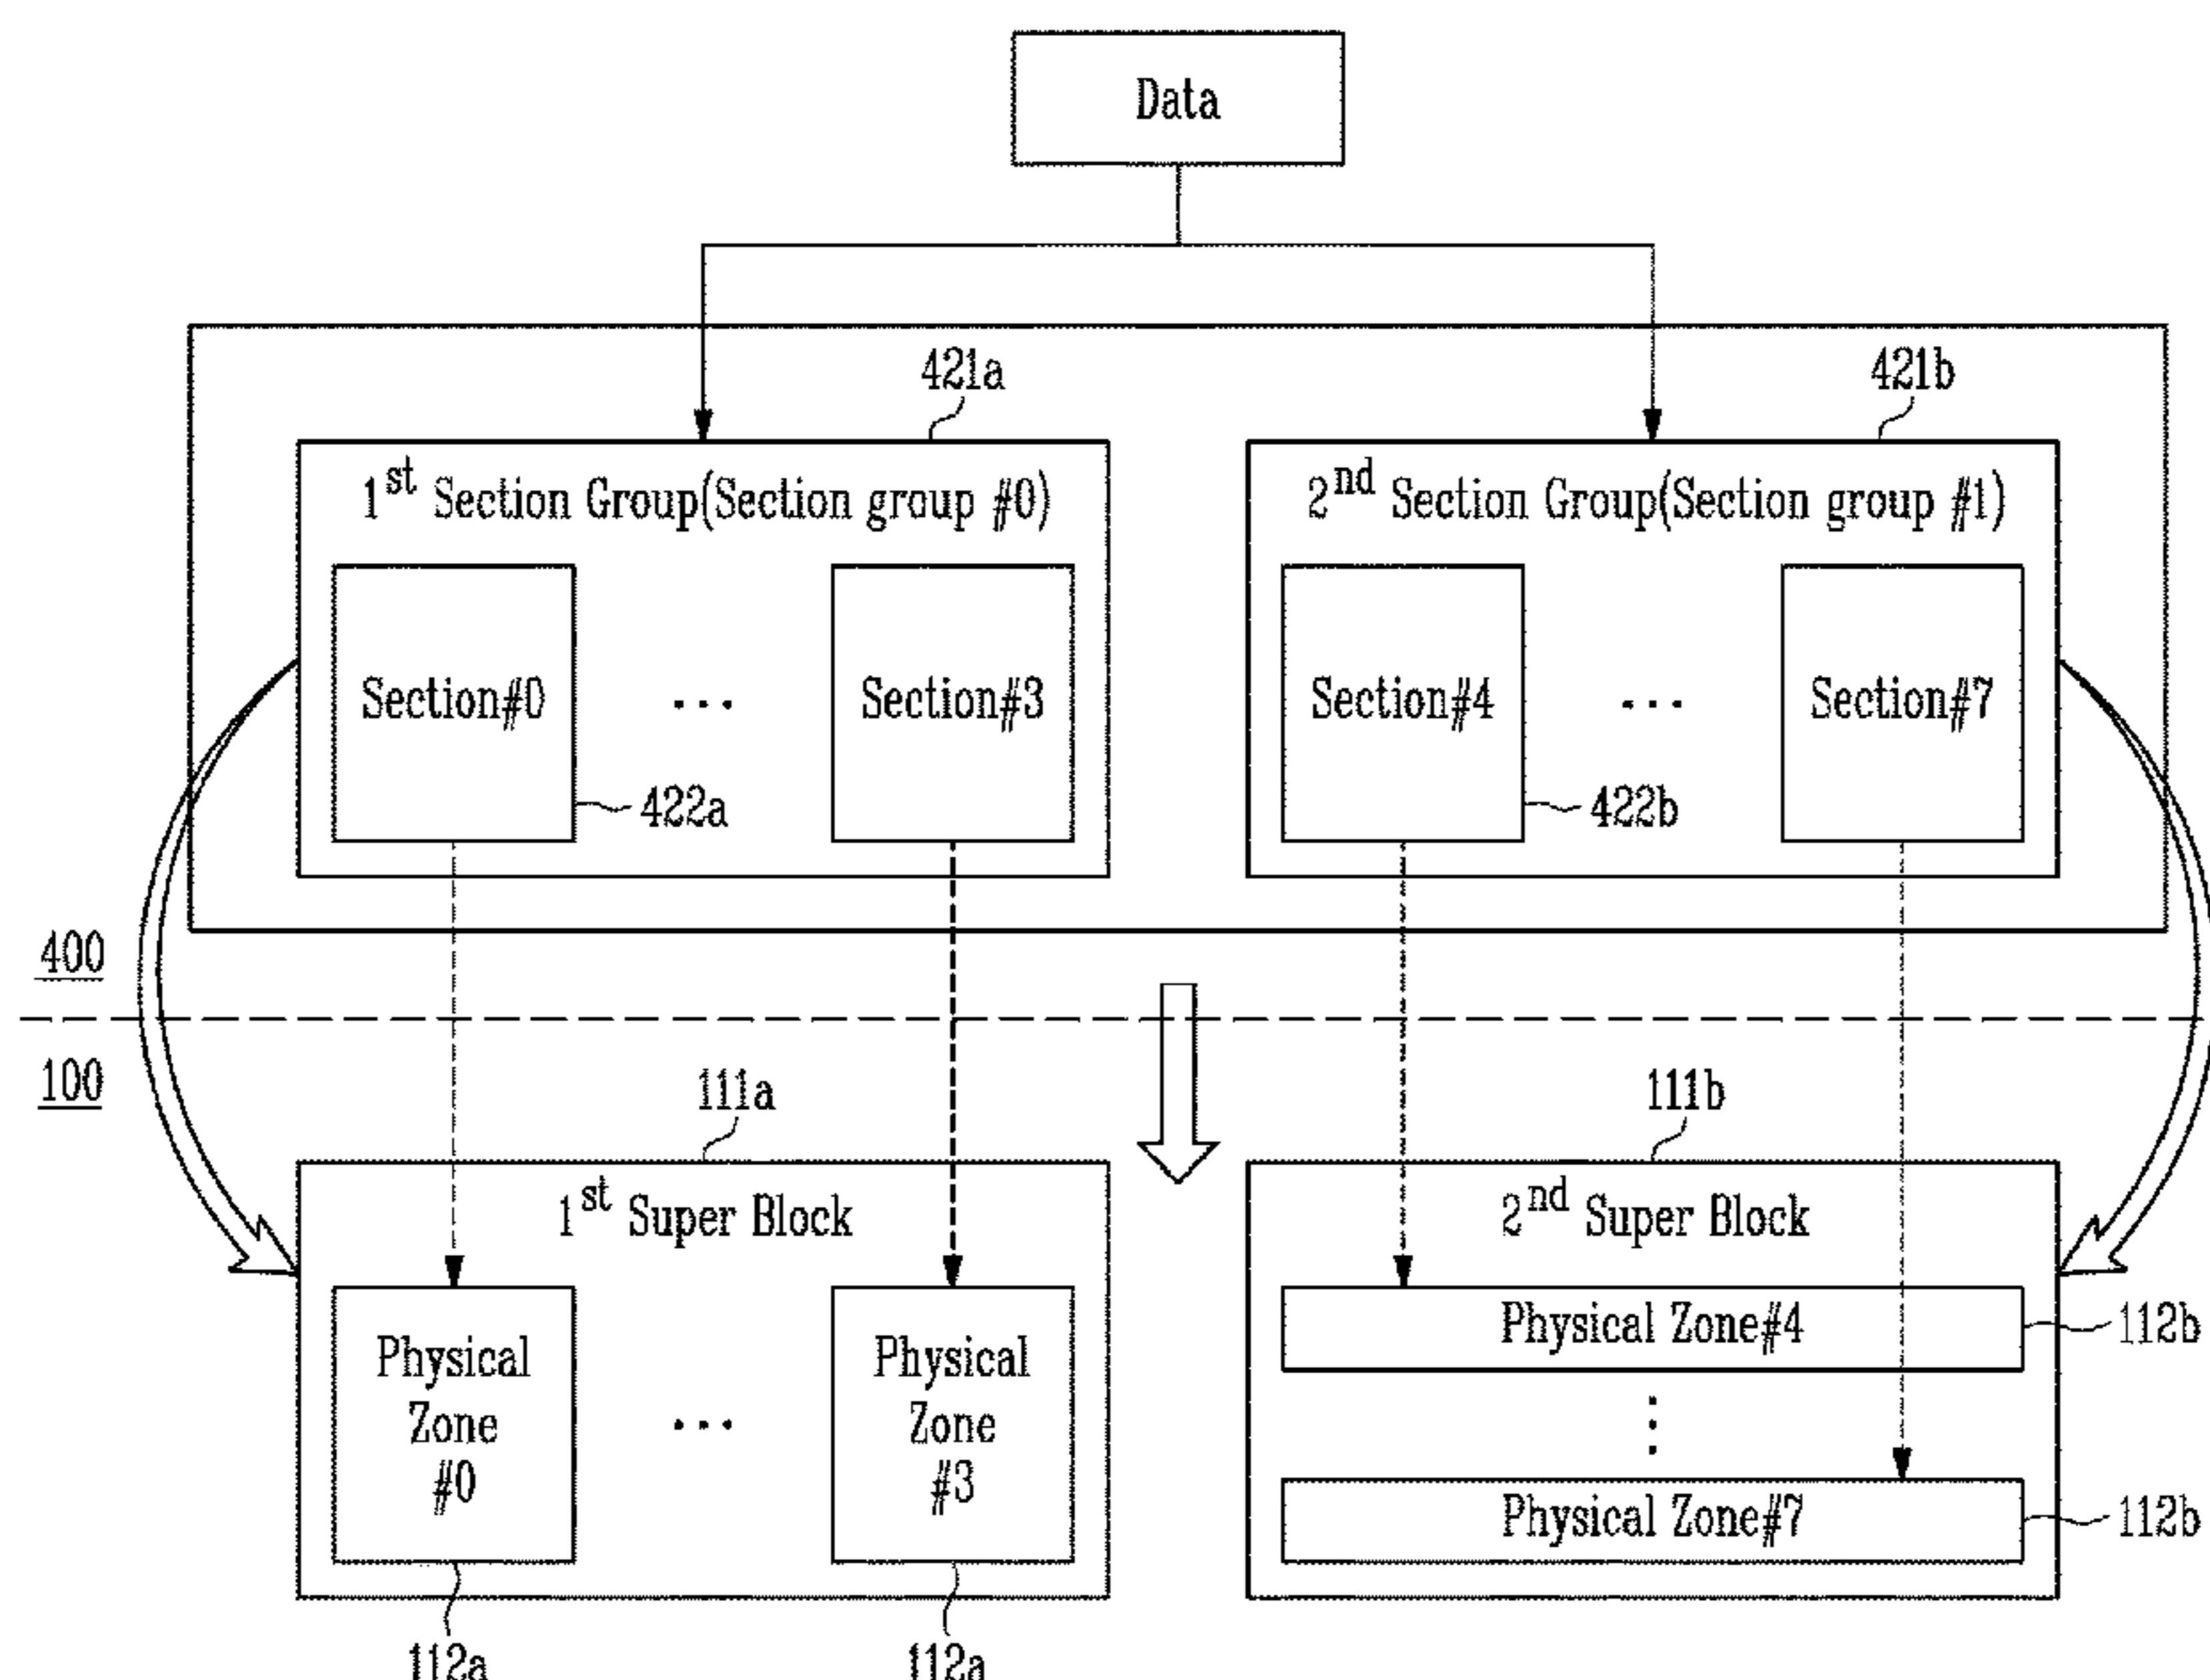 Data
421a
421b
1st Section Group(Section group #0)
2nd Section Group(Section group #1)
Section#0
...
Section#3
Section#4
...
Section#7
422a
422b
400
100
111a
111b
1st Super Block
2nd Super Block
Physical
Zone
#0
...
Physical
Zone
#3
Physical Zone#4
112b
Physical Zone#7
112b
112a
112a